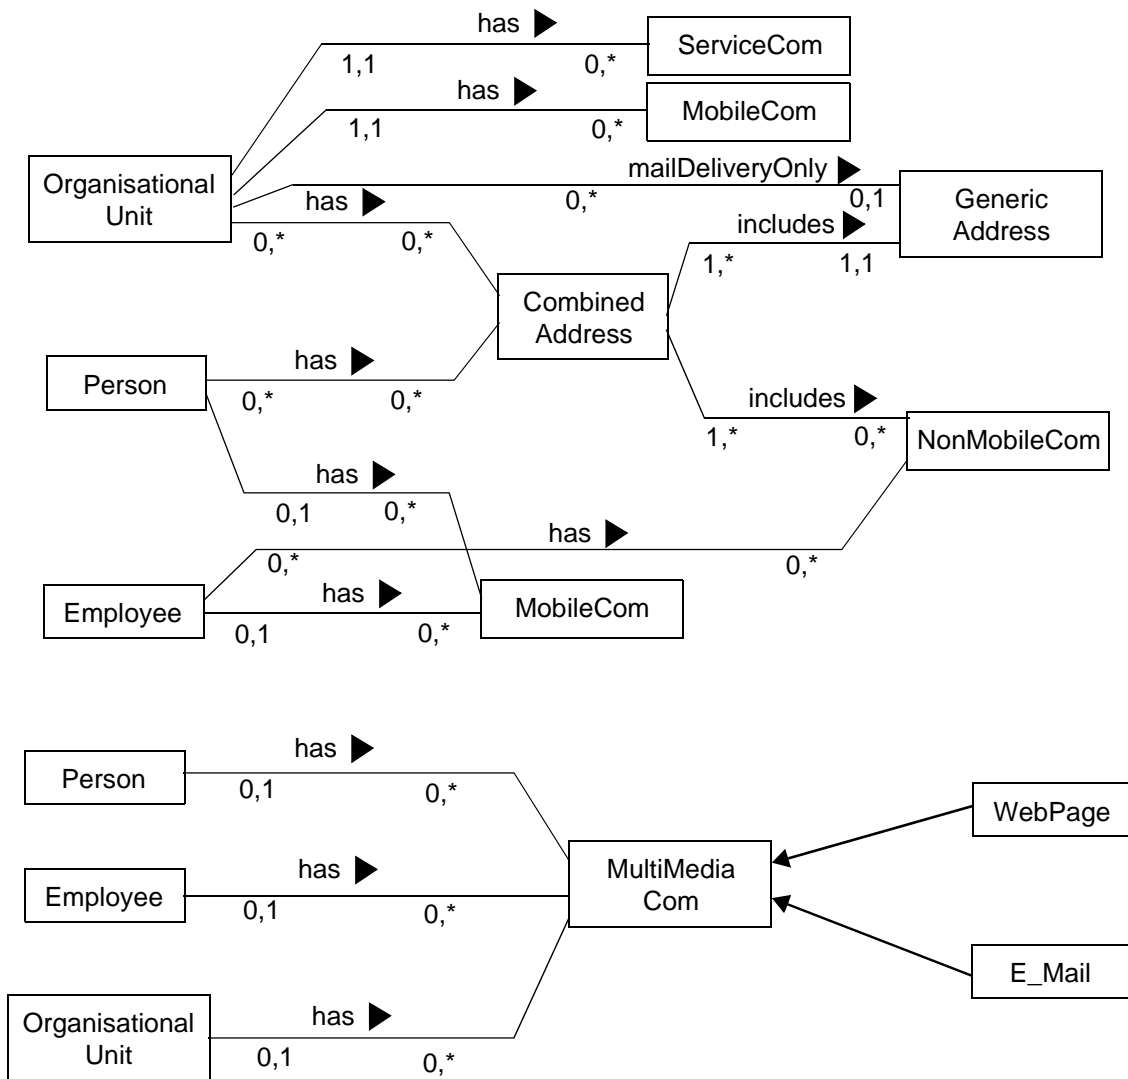 has
ServiceCom
1,1
0,*
has
MobileCom
1,1
0,*
Organisational
Unit
mailDeliveryOnly
0,*
0,1
Generic
Address
has
0,*
0,*
includes
1,*
1,1
Combined
Address
Person
has
0,*
0,*
includes
1,*
0,*
NonMobileCom
has
0,1
0,*
has
0,*
0,*
Employee
has
0,1
0,*
MobileCom
Person
has
0,1
0,*
WebPage
Employee
has
0,1
0,*
MultiMedia
Com
E_Mail
Organisational
Unit
has
0,1
0,*